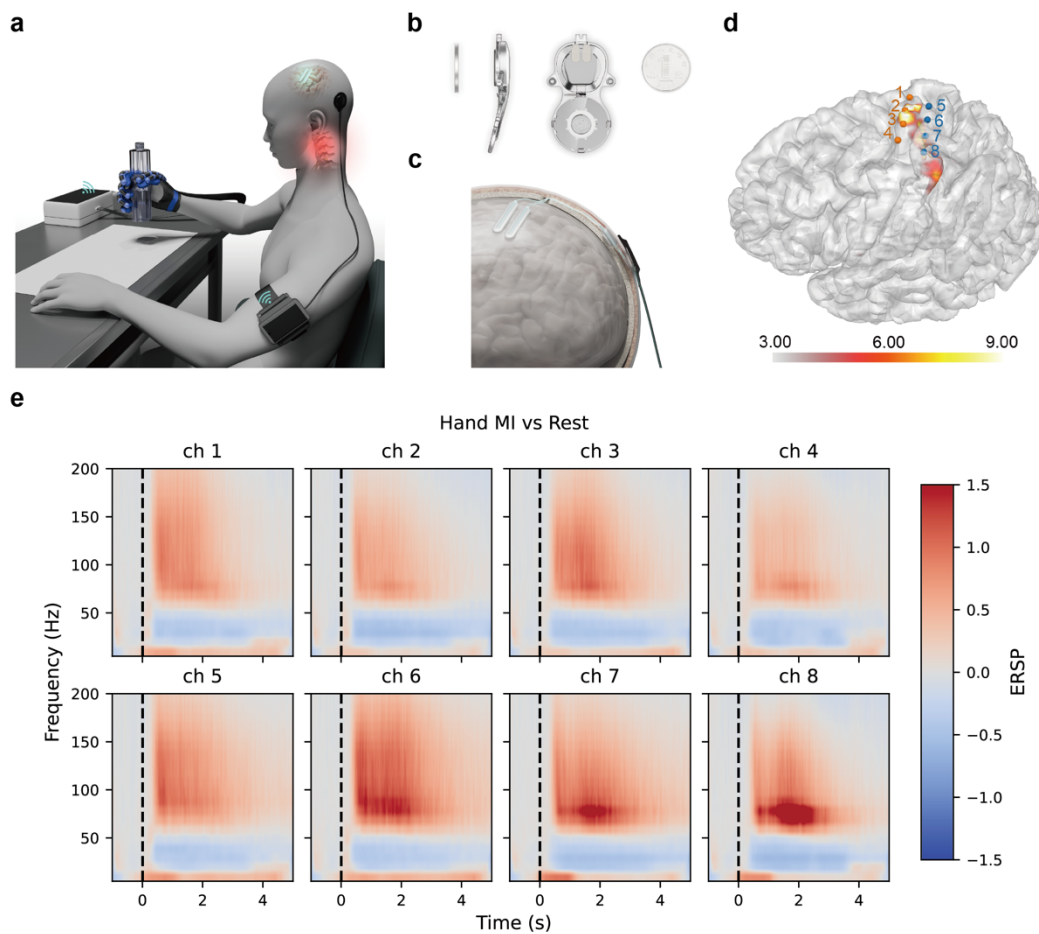 a
b
c
d
1
2
3
4
5
6
7
8
3.00 6.00 9.00
e
Hand MI vs Rest
ch 1 ch 2 ch 3 ch 4
200
150
100
50
ch 5 ch 6 ch 7 ch 8
200
150
100
50
Frequency (Hz)
0 2 4 0 2 4 0 2 4 0 2 4
Time (s)
1.5
1.0
0.5
0.0
−0.5
−1.0
−1.5
ERSP